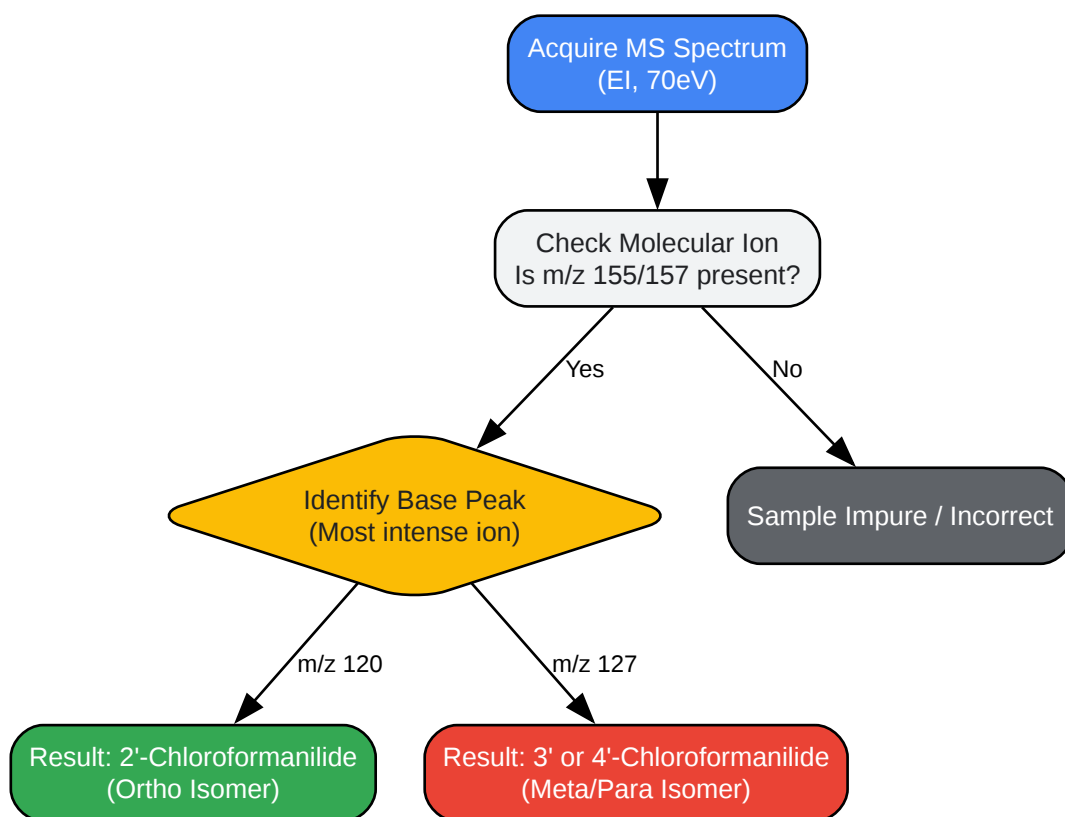 Acquire MS Spectrum
(EI, 70eV)
Check Molecular Ion
Is m/z 155/157 present?
Yes
No
Identify Base Peak
(Most intense ion)
Sample Impure / Incorrect
m/z 120
m/z 127
Result: 2'-Chloroformanilide
(Ortho Isomer)
Result: 3' or 4'-Chloroformanilide
(Meta/Para Isomer)